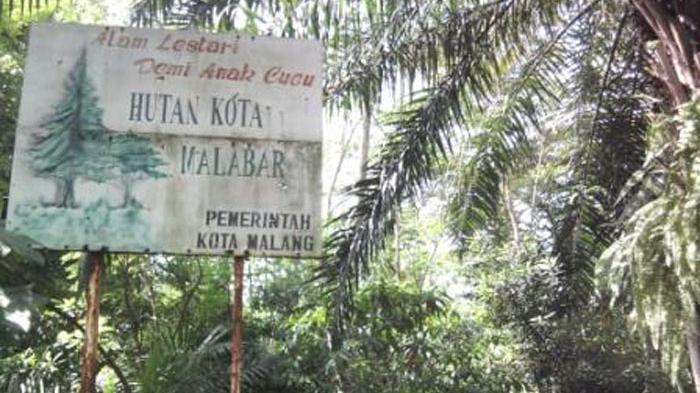 Alam Lestari
Demi Anak Cucu
HUTAN KOTA
MALABAR
PEMERINTAH
KOTA MALANG